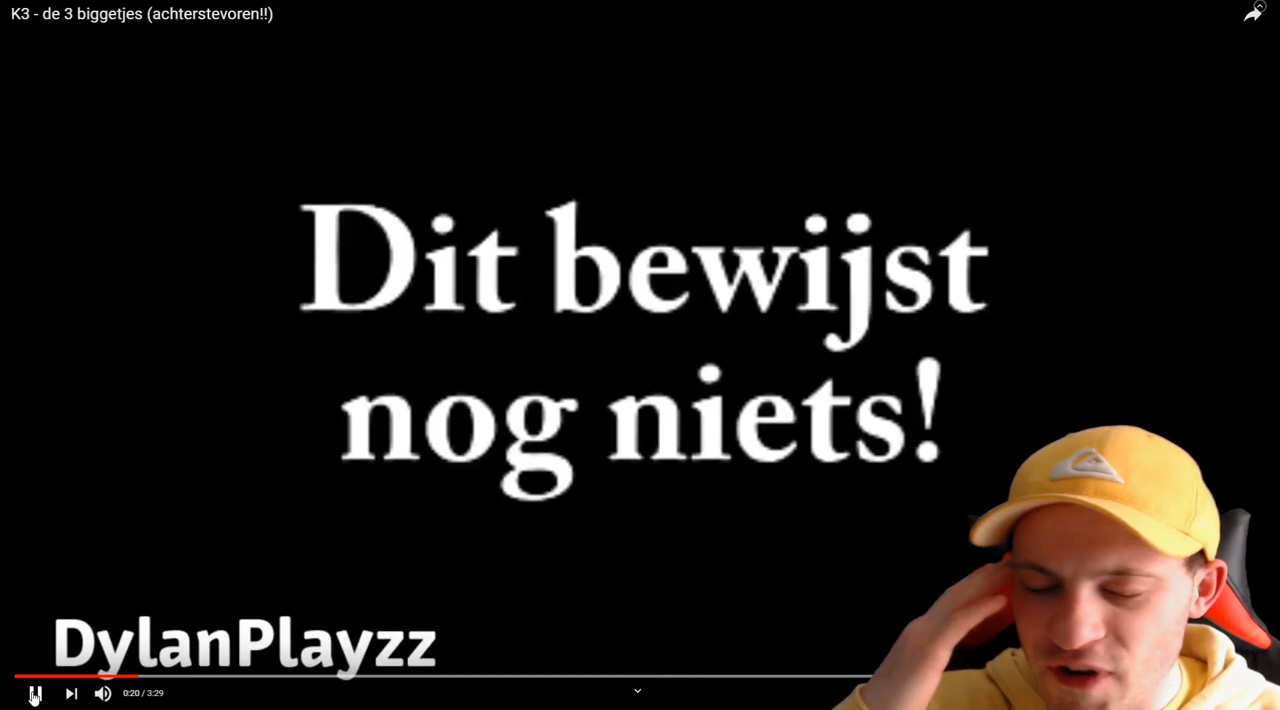 K3 - de 3 biggetjes (achterstevoren!!)
Dit bewijst
nog niets!
DylanPlayzz
0:20 / 3:29